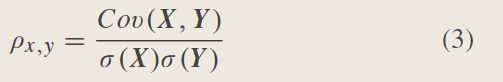 ρx,y = Cov(X, Y) / σ(X)σ(Y) (3)